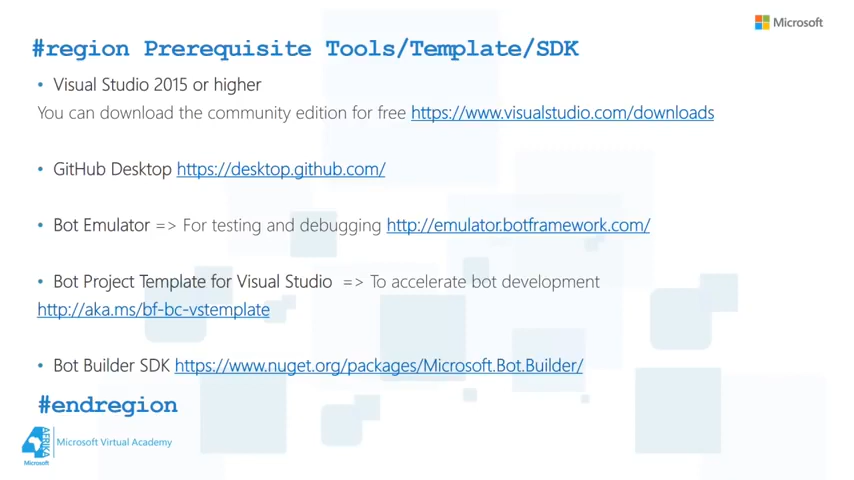 Microsoft
#region Prerequisite Tools/Template/SDK
• Visual Studio 2015 or higher
You can download the community edition for free https://www.visualstudio.com/downloads
• GitHub Desktop https://desktop.github.com/
• Bot Emulator => For testing and debugging http://emulator.botframework.com/
• Bot Project Template for Visual Studio => To accelerate bot development
http://aka.ms/bf-bc-vstemplate
• Bot Builder SDK https://www.nuget.org/packages/Microsoft.Bot.Builder/
#endregion
4AFRIKA
Microsoft
Microsoft Virtual Academy